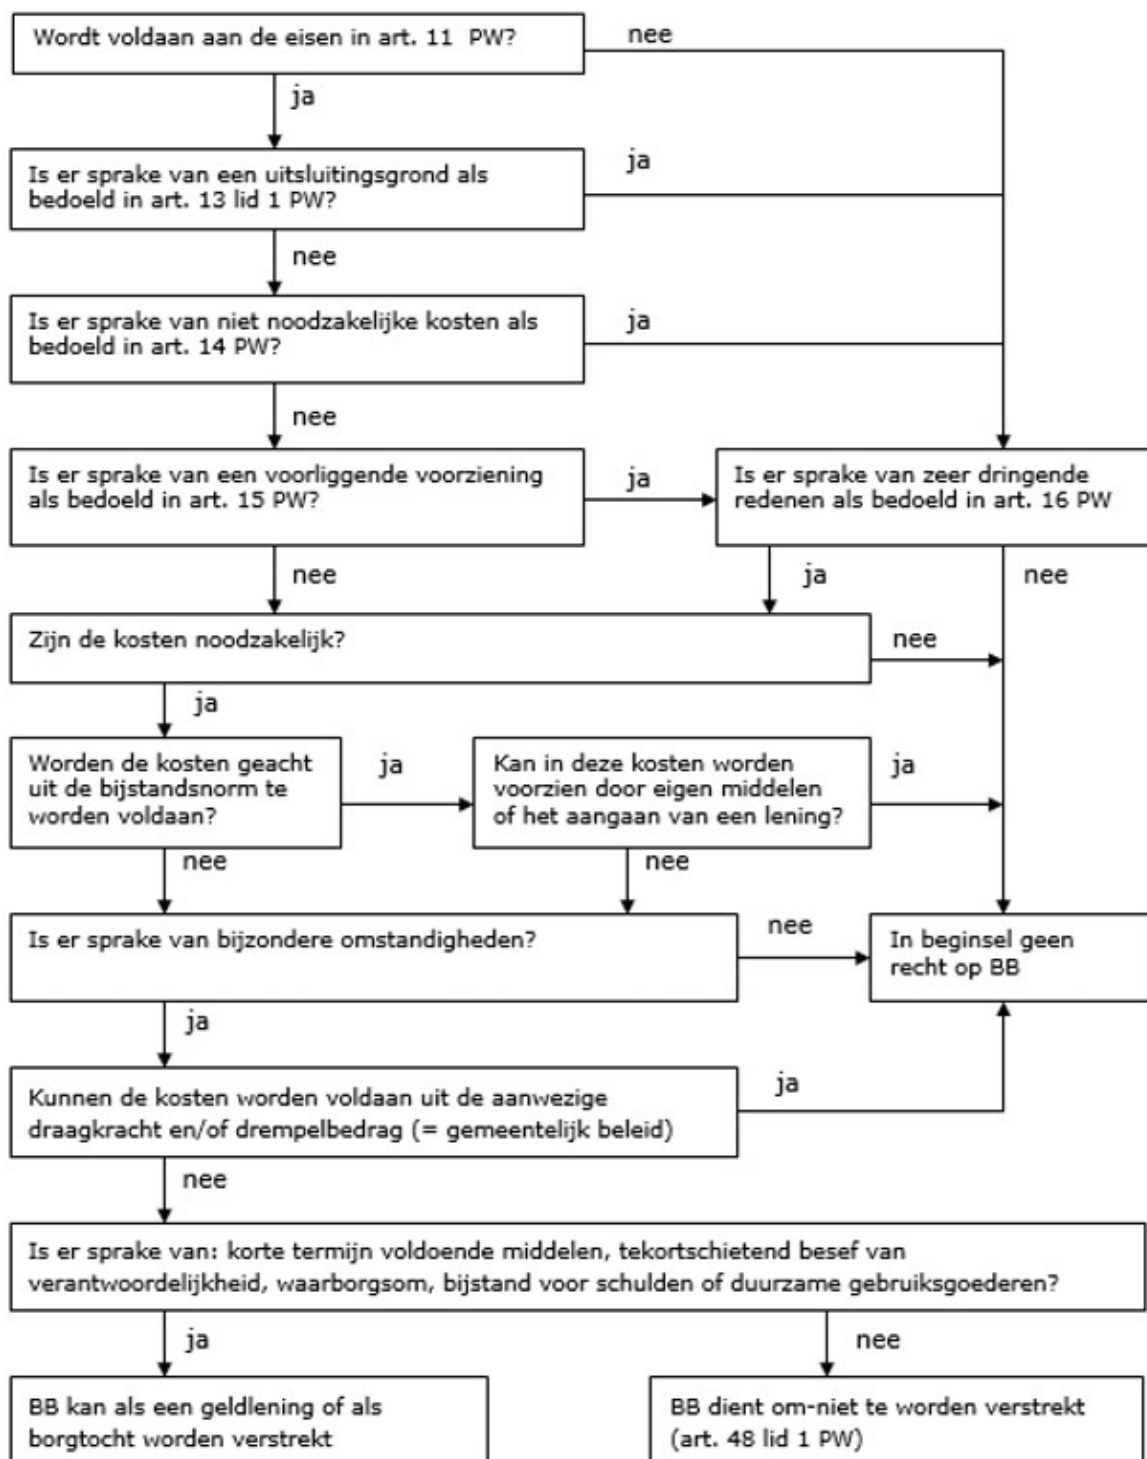 Wordt voldaan aan de eisen in art. 11  PW?
nee
ja
Is er sprake van een uitsluitingsgrond als
bedoeld in art. 13 lid 1 PW?
ja
nee
Is er sprake van niet noodzakelijke kosten als
bedoeld in art. 14 PW?
ja
nee
Is er sprake van een voorliggende voorziening
als bedoeld in art. 15 PW?
ja
Is er sprake van zeer dringende
redenen als bedoeld in art. 16 PW
nee
ja
nee
Zijn de kosten noodzakelijk?
nee
ja
Worden de kosten geacht
uit de bijstandsnorm te
worden voldaan?
ja
Kan in deze kosten worden
voorzien door eigen middelen
of het aangaan van een lening?
ja
nee
nee
Is er sprake van bijzondere omstandigheden?
nee
In beginsel geen
recht op BB
ja
Kunnen de kosten worden voldaan uit de aanwezige
draagkracht en/of drempelbedrag (= gemeentelijk beleid)
ja
nee
Is er sprake van: korte termijn voldoende middelen, tekortschietend besef van
verantwoordelijkheid, waarborgsom, bijstand voor schulden of duurzame gebruiksgoederen?
ja
nee
BB kan als een geldlening of als
borgtocht worden verstrekt
BB dient om-niet te worden verstrekt
(art. 48 lid 1 PW)